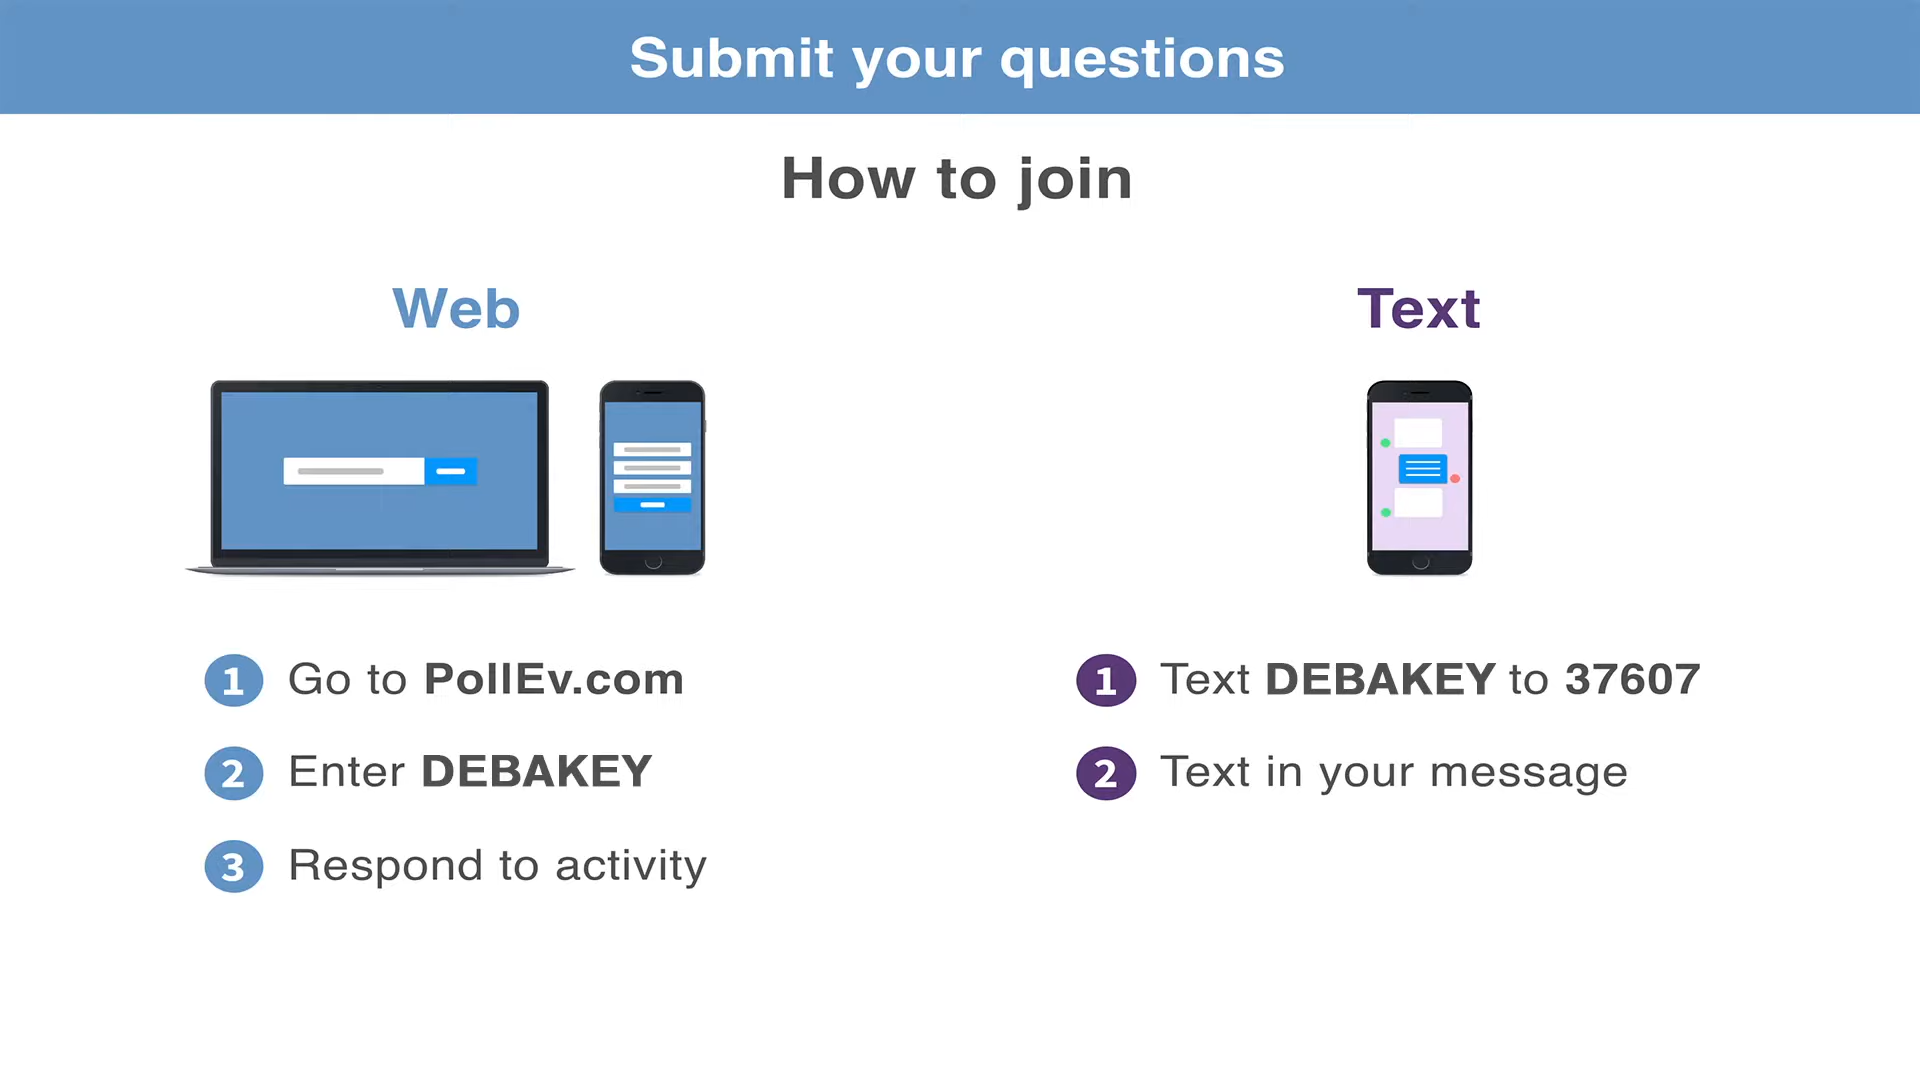 Submit your questions
How to join
Web
1 Go to PollEv.com
2 Enter DEBAKEY
3 Respond to activity
Text
1 Text DEBAKEY to 37607
2 Text in your message